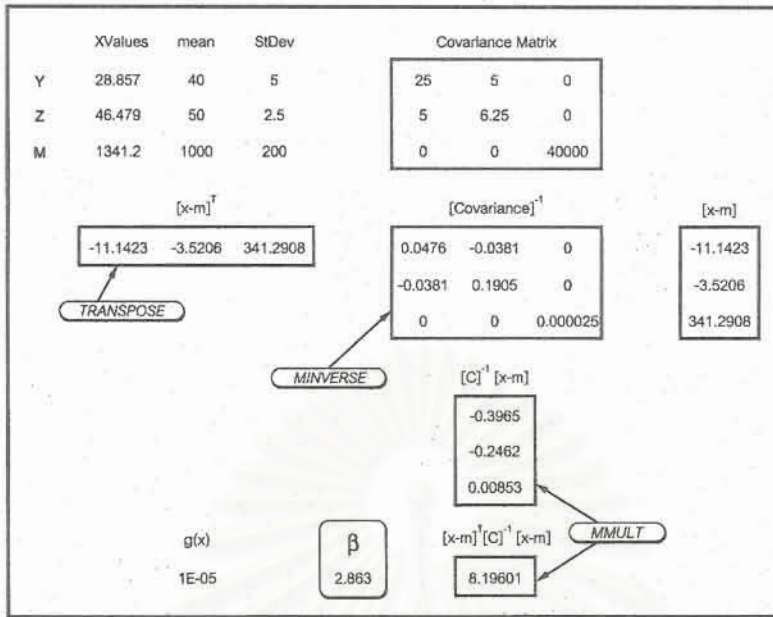 XValues mean StDev Covariance Matrix
Y 28.857 40 5 25 5 0
Z 46.479 50 2.5 5 6.25 0
M 1341.2 1000 200 0 0 40000
[x-m]ᵀ [Covariance]⁻¹ [x-m]
-11.1423 -3.5206 341.2908 0.0476 -0.0381 0 -11.1423
-0.0381 0.1905 0 -3.5206
TRANSPOSE 0 0 0.000025 341.2908
MINVERSE [C]⁻¹ [x-m]
-0.3965
-0.2462
0.00853
g(x) β [x-m]ᵀ[C]⁻¹ [x-m] MMULT
1E-05 2.863 8.19601